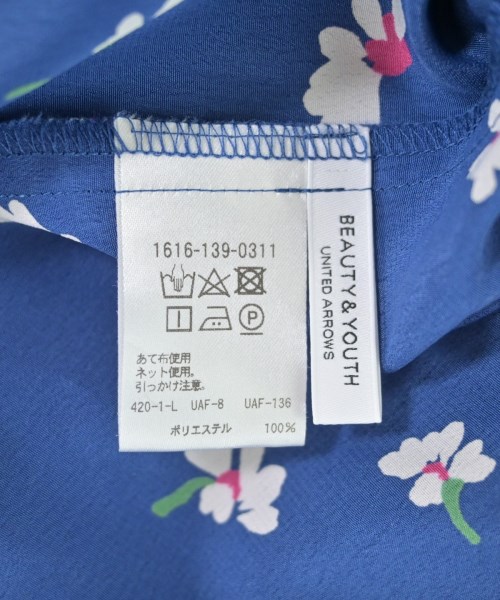 1616-139-0311
P
あて布使用
ネット使用。
引っかけ注意。
420-1-L UAF-8 UAF-136
ポリエステル 100%
BEAUTY & YOUTH
UNITED ARROWS